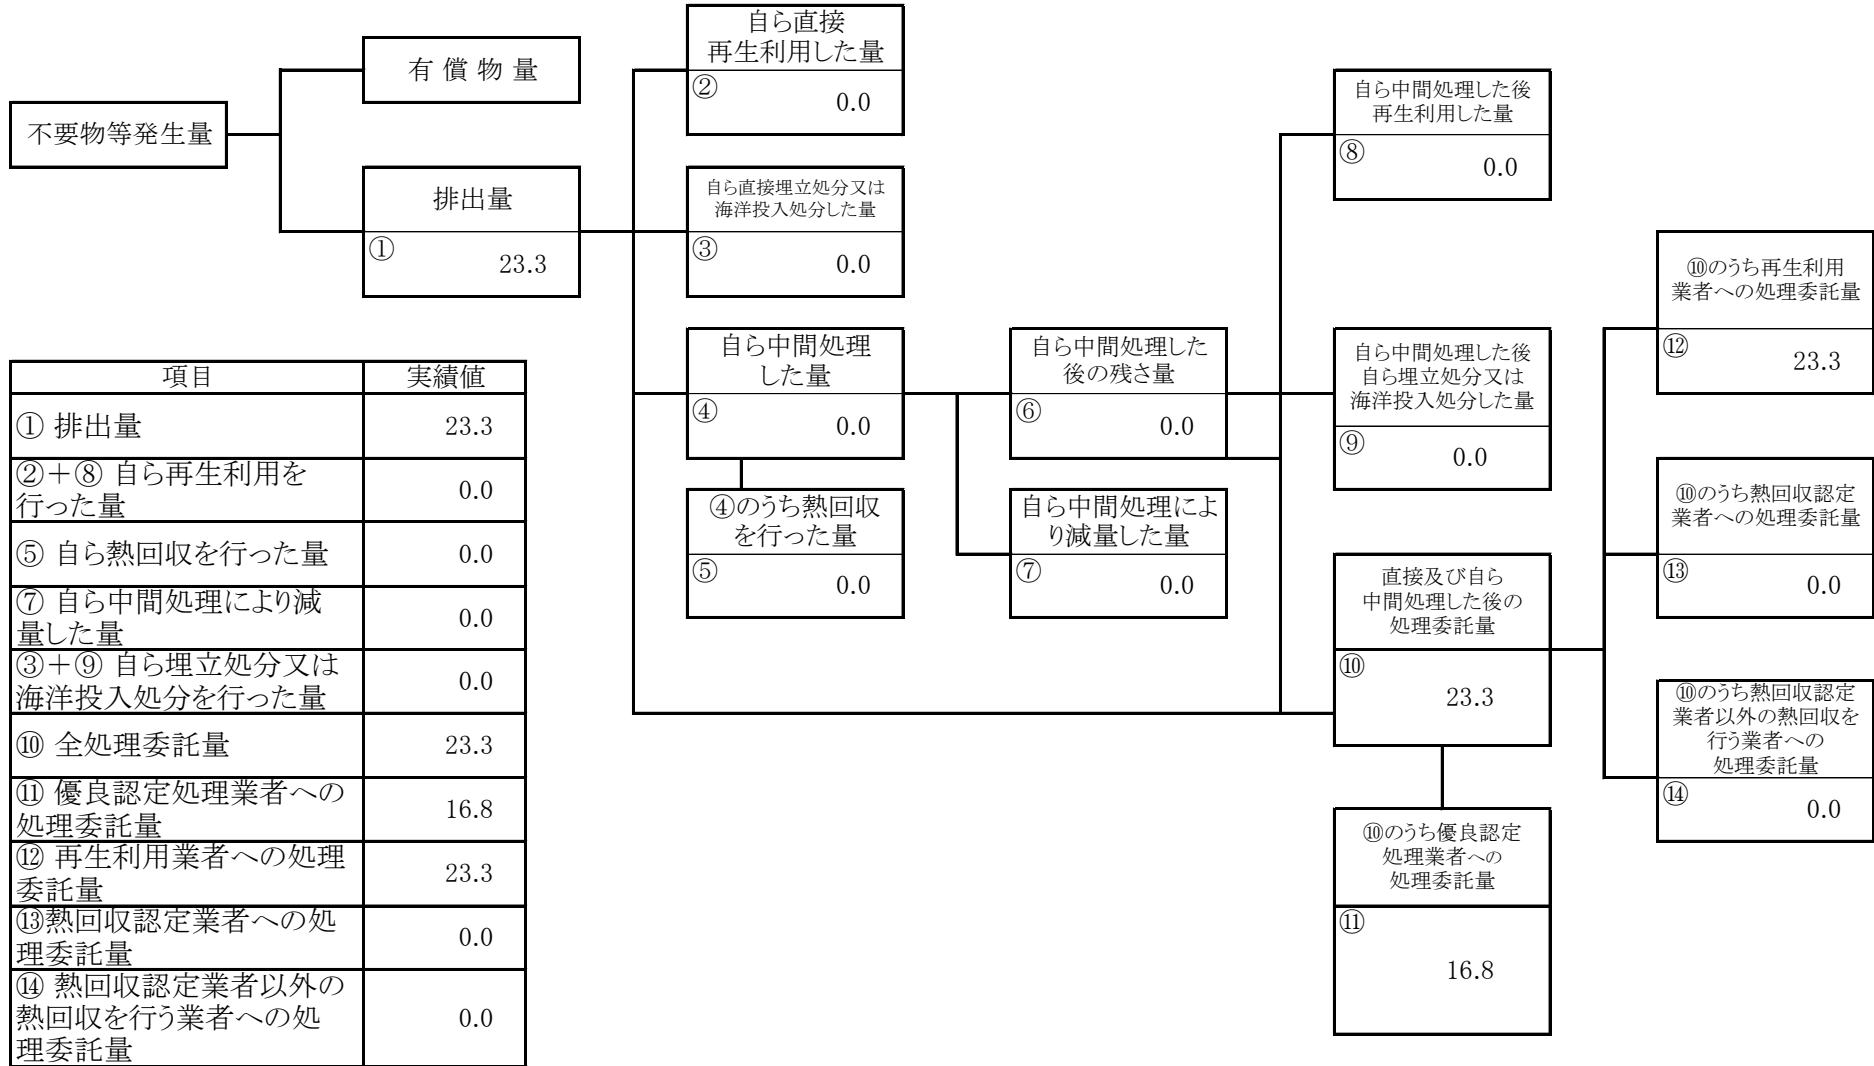 不要物等発生量
有 償 物 量
排出量
①
23.3
自ら直接
再生利用した量
②
0.0
自ら直接埋立処分又は
海洋投入処分した量
③
0.0
自ら中間処理
した量
④
0.0
④のうち熱回収
を行った量
⑤
0.0
自ら中間処理した
後の残さ量
⑥
0.0
自ら中間処理によ
り減量した量
⑦
0.0
自ら中間処理した後
再生利用した量
⑧
0.0
自ら中間処理した後
自ら埋立処分又は
海洋投入処分した量
⑨
0.0
直接及び自ら
中間処理した後の
処理委託量
⑩
23.3
⑩のうち優良認定
処理業者への
処理委託量
⑪
16.8
⑩のうち再生利用
業者への処理委託量
⑫
23.3
⑩のうち熱回収認定
業者への処理委託量
⑬
0.0
⑩のうち熱回収認定
業者以外の熱回収を
行う業者への
処理委託量
⑭
0.0
項目 実績値
① 排出量 23.3
②+⑧ 自ら再生利用を
行った量 0.0
⑤ 自ら熱回収を行った量 0.0
⑦ 自ら中間処理により減
量した量 0.0
③+⑨ 自ら埋立処分又は
海洋投入処分を行った量 0.0
⑩ 全処理委託量 23.3
⑪ 優良認定処理業者への
処理委託量 16.8
⑫ 再生利用業者への処理
委託量 23.3
⑬熱回収認定業者への処
理委託量 0.0
⑭ 熱回収認定業者以外の
熱回収を行う業者への処
理委託量 0.0